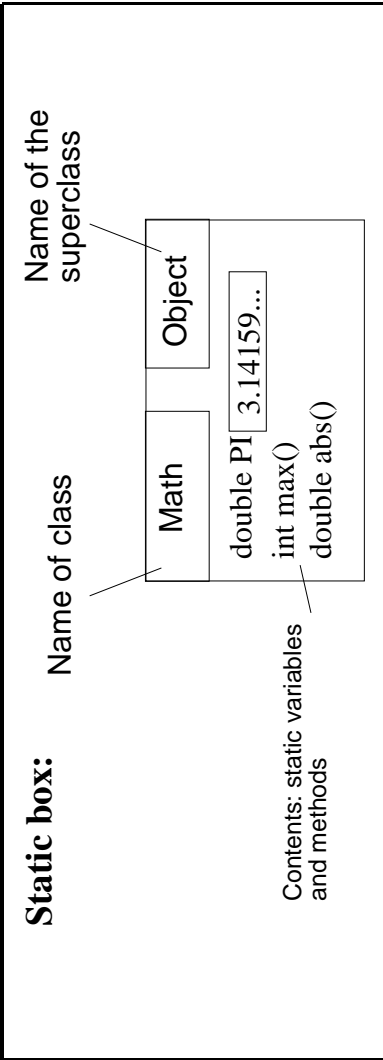 Static box:
Name of class
Name of the
superclass
Math
Object
double PI 3.14159...
int max()
double abs()
Contents: static variables
and methods